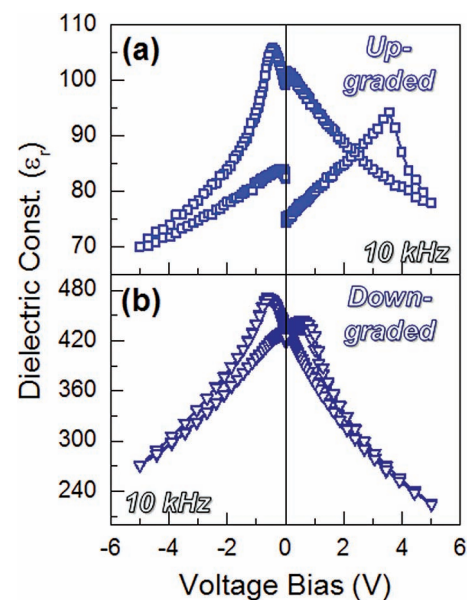 (a)
Up-
graded
110
100
90
80
70
10 kHz
(b)
Down-
graded
480
420
360
300
240
10 kHz
-6 -4 -2 0 2 4 6
Dielectric Const. (εr)
Voltage Bias (V)